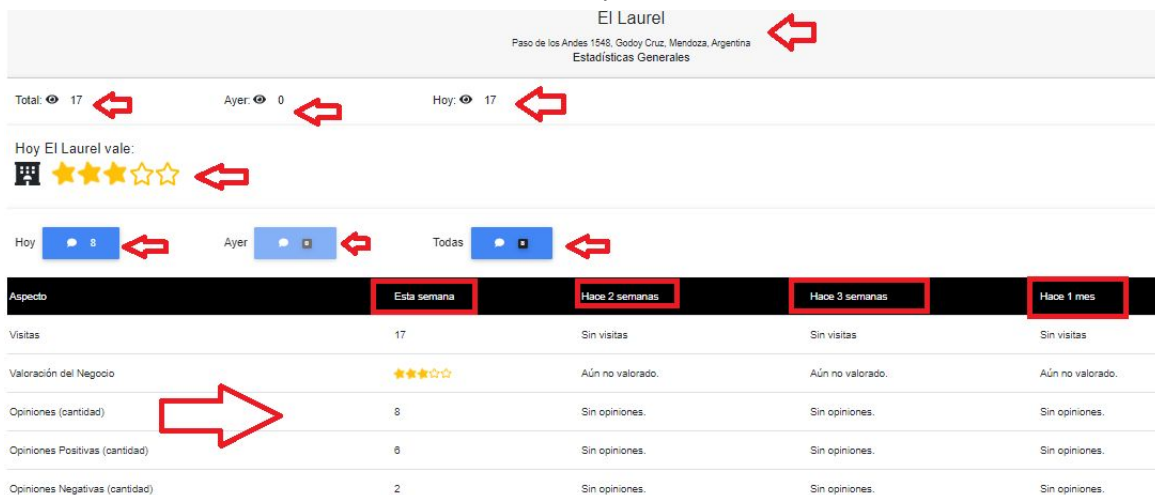 El Laurel
Paso de los Andes 1548, Godoy Cruz, Mendoza, Argentina
Estadísticas Generales
Total: 17 Ayer: 0 Hoy: 17
Hoy El Laurel vale:
Hoy 8 Ayer Todas
Aspecto Esta semana Hace 2 semanas Hace 3 semanas Hace 1 mes
Visitas 17 Sin visitas Sin visitas Sin visitas
Valoración del Negocio Aún no valorado. Aún no valorado. Aún no valorado.
Opiniones (cantidad) 8 Sin opiniones. Sin opiniones. Sin opiniones.
Opiniones Positivas (cantidad) 6 Sin opiniones. Sin opiniones. Sin opiniones.
Opiniones Negativas (cantidad) 2 Sin opiniones. Sin opiniones. Sin opiniones.